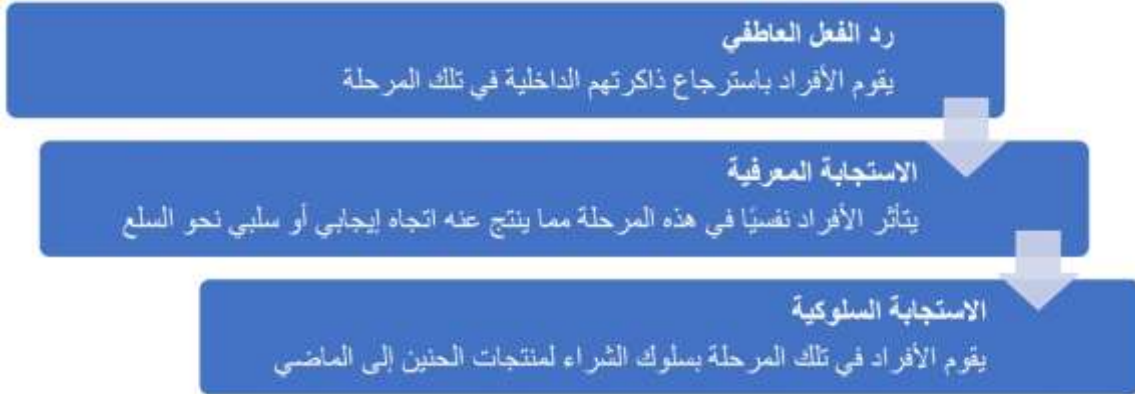 رد الفعل العاطفي
يقوم الأفراد باسترجاع ذاكرتهم الداخلية في تلك المرحلة
الاستجابة المعرفية
يتأثر الأفراد نفسيًا في هذه المرحلة مما ينتج عنه اتجاه إيجابي أو سلبي نحو السلع
الاستجابة السلوكية
يقوم الأفراد في تلك المرحلة بسلوك الشراء لمنتجات الحنين إلى الماضي